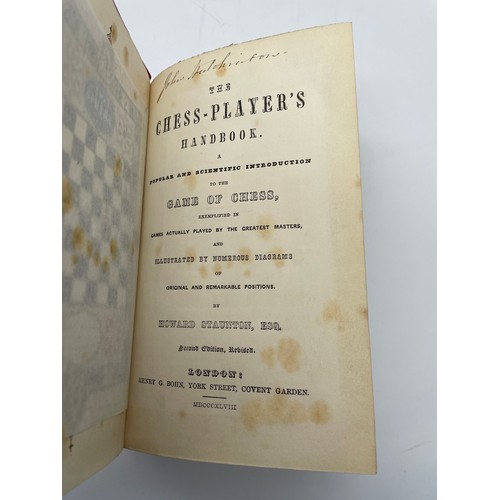 John Hutchinson.
THE
CHESS-PLAYER'S
HANDBOOK.
A
POPULAR AND SCIENTIFIC INTRODUCTION
TO THE
GAME OF CHESS,
EXEMPLIFIED IN
GAMES ACTUALLY PLAYED BY THE GREATEST MASTERS,
AND
ILLUSTRATED BY NUMEROUS DIAGRAMS
OF
ORIGINAL AND REMARKABLE POSITIONS.
BY
HOWARD STAUNTON, ESQ.
Second Edition, Revised.
LONDON:
HENRY G. BOHN, YORK STREET, COVENT GARDEN.
MDCCCXLVIII